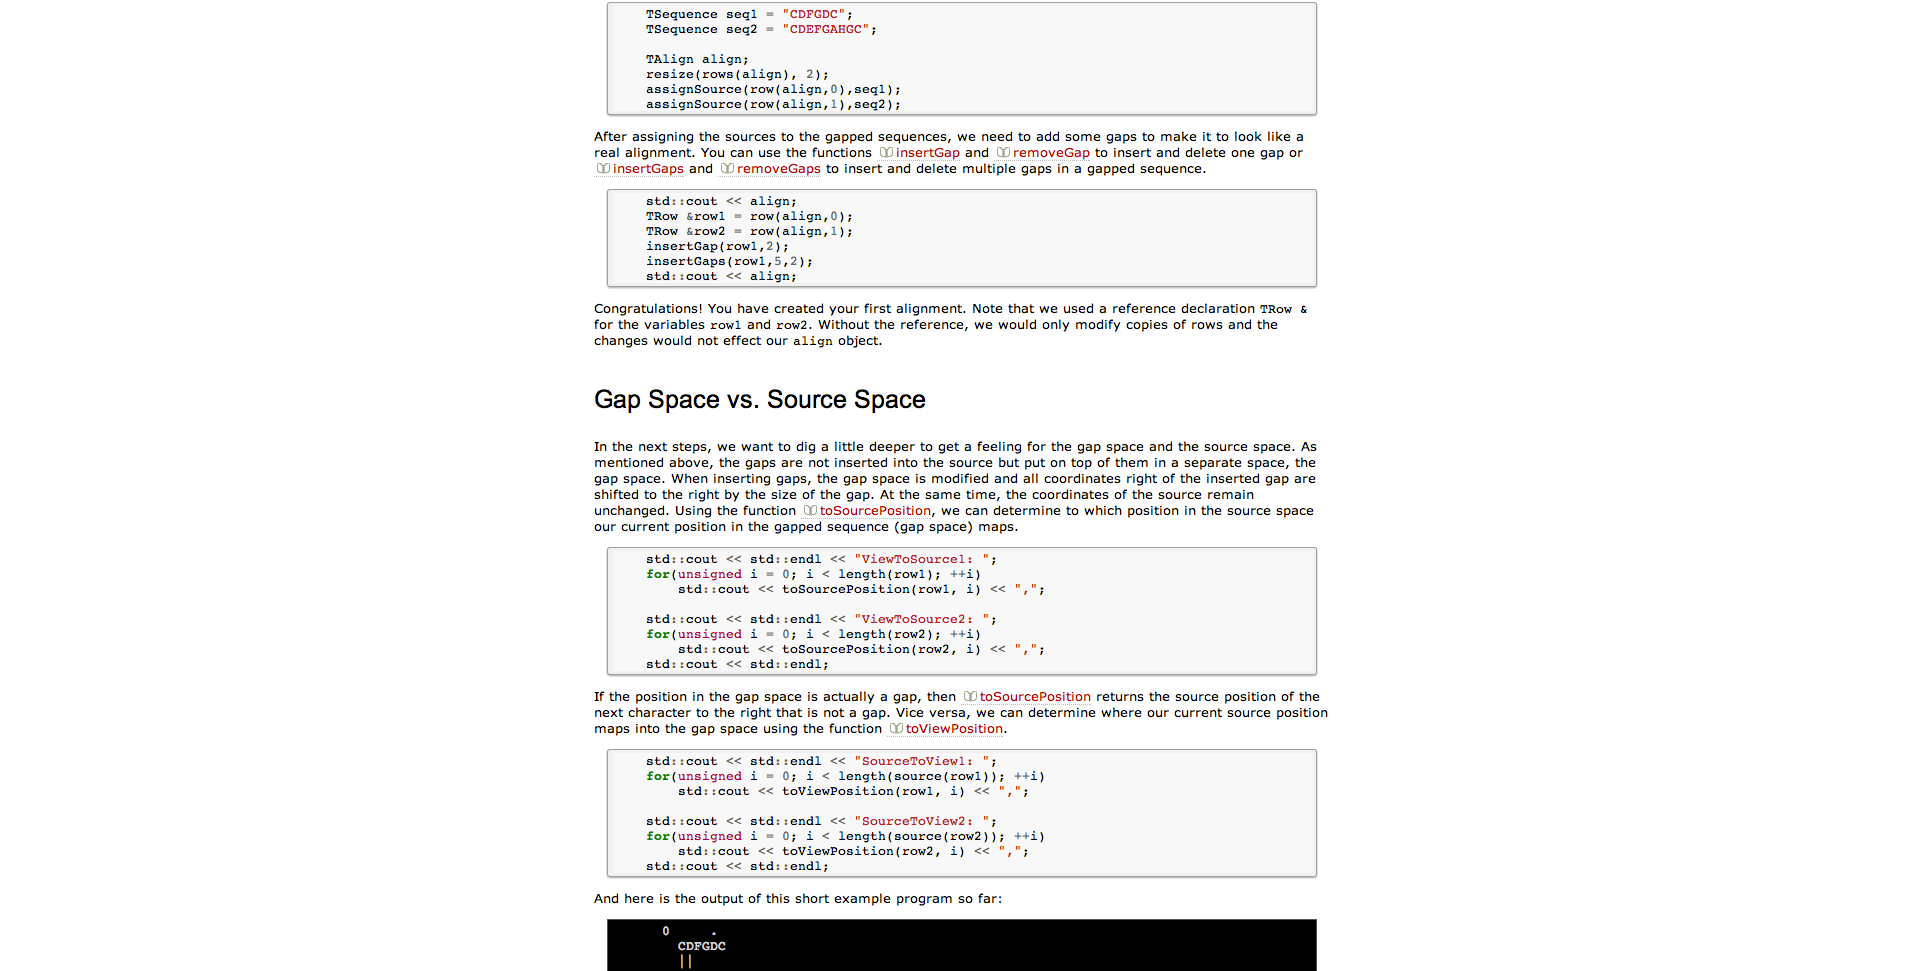 TSequence seq1 = "CDFGDC";
TSequence seq2 = "CDEFGAHGC";
TAlign align;
resize(rows(align), 2);
assignSource(row(align,0),seq1);
assignSource(row(align,1),seq2);
After assigning the sources to the gapped sequences, we need to add some gaps to make it to look like a
real alignment. You can use the functions insertGap and removeGap to insert and delete one gap or
insertGaps and removeGaps to insert and delete multiple gaps in a gapped sequence.
std::cout << align;
TRow &row1 = row(align,0);
TRow &row2 = row(align,1);
insertGap(row1,2);
insertGaps(row1,5,2);
std::cout << align;
Congratulations! You have created your first alignment. Note that we used a reference declaration TRow &
for the variables row1 and row2. Without the reference, we would only modify copies of rows and the
changes would not effect our align object.
Gap Space vs. Source Space
In the next steps, we want to dig a little deeper to get a feeling for the gap space and the source space. As
mentioned above, the gaps are not inserted into the source but put on top of them in a separate space, the
gap space. When inserting gaps, the gap space is modified and all coordinates right of the inserted gap are
shifted to the right by the size of the gap. At the same time, the coordinates of the source remain
unchanged. Using the function toSourcePosition, we can determine to which position in the source space
our current position in the gapped sequence (gap space) maps.
std::cout << std::endl << "ViewToSource1: ";
for(unsigned i = 0; i < length(row1); ++i)
std::cout << toSourcePosition(row1, i) << ",";
std::cout << std::endl << "ViewToSource2: ";
for(unsigned i = 0; i < length(row2); ++i)
std::cout << toSourcePosition(row2, i) << ",";
std::cout << std::endl;
If the position in the gap space is actually a gap, then toSourcePosition returns the source position of the
next character to the right that is not a gap. Vice versa, we can determine where our current source position
maps into the gap space using the function toViewPosition.
std::cout << std::endl << "SourceToView1: ";
for(unsigned i = 0; i < length(source(row1)); ++i)
std::cout << toViewPosition(row1, i) << ",";
std::cout << std::endl << "SourceToView2: ";
for(unsigned i = 0; i < length(source(row2)); ++i)
std::cout << toViewPosition(row2, i) << ",";
std::cout << std::endl;
And here is the output of this short example program so far:
0 .
CDFGDC
||